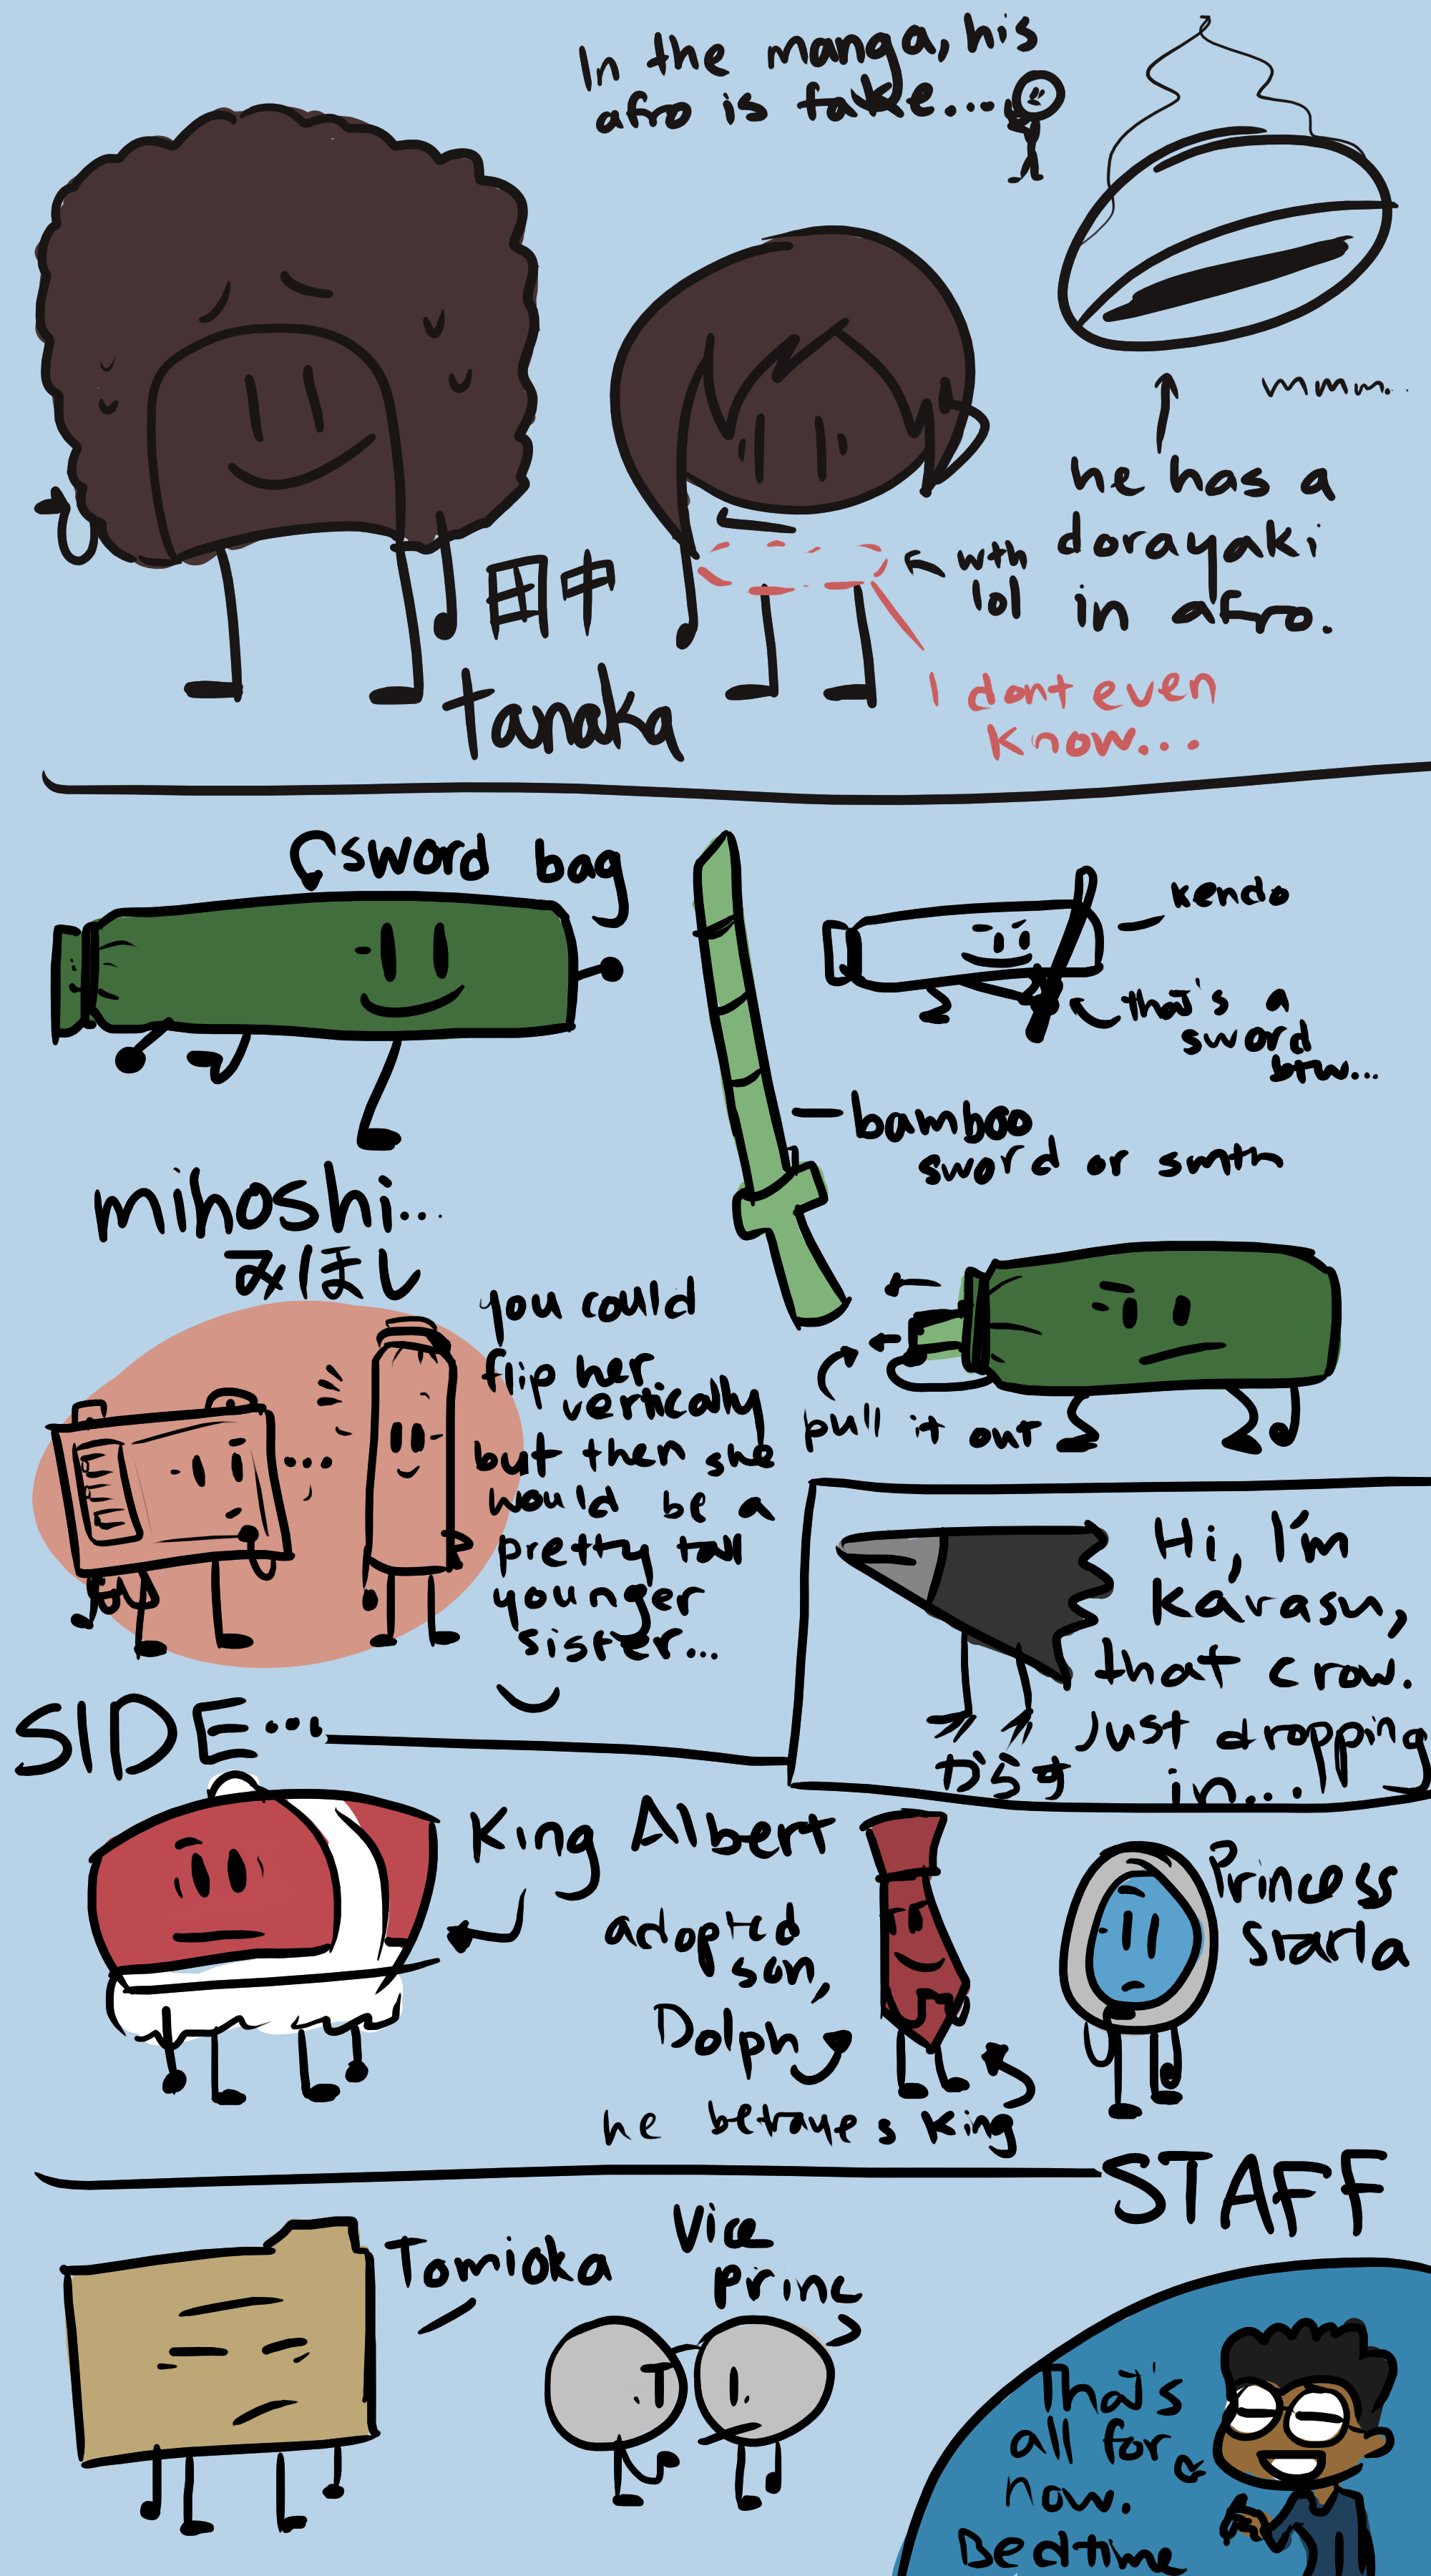 In the manga, his
afro is fake...
mmm...
he has a
dorayaki
in afro.
wth
lol
I dont even
know...
田中
Tanaka
sword bag
kendo
that's a
sword
btw...
bamboo
sword or smth
mihoshi...
みほし
pull it out
you could
flip her
vertically
but then she
would be a
pretty tall
younger
sister...
Hi, I'm
Karasu,
that crow.
Just dropping
in...
からす
SIDE...
King Albert
adopted
son,
Dolph
he betrayes king
Princess
Starla
STAFF
Tomioka
Vice
princ
That's
all for
now.
Bedtime